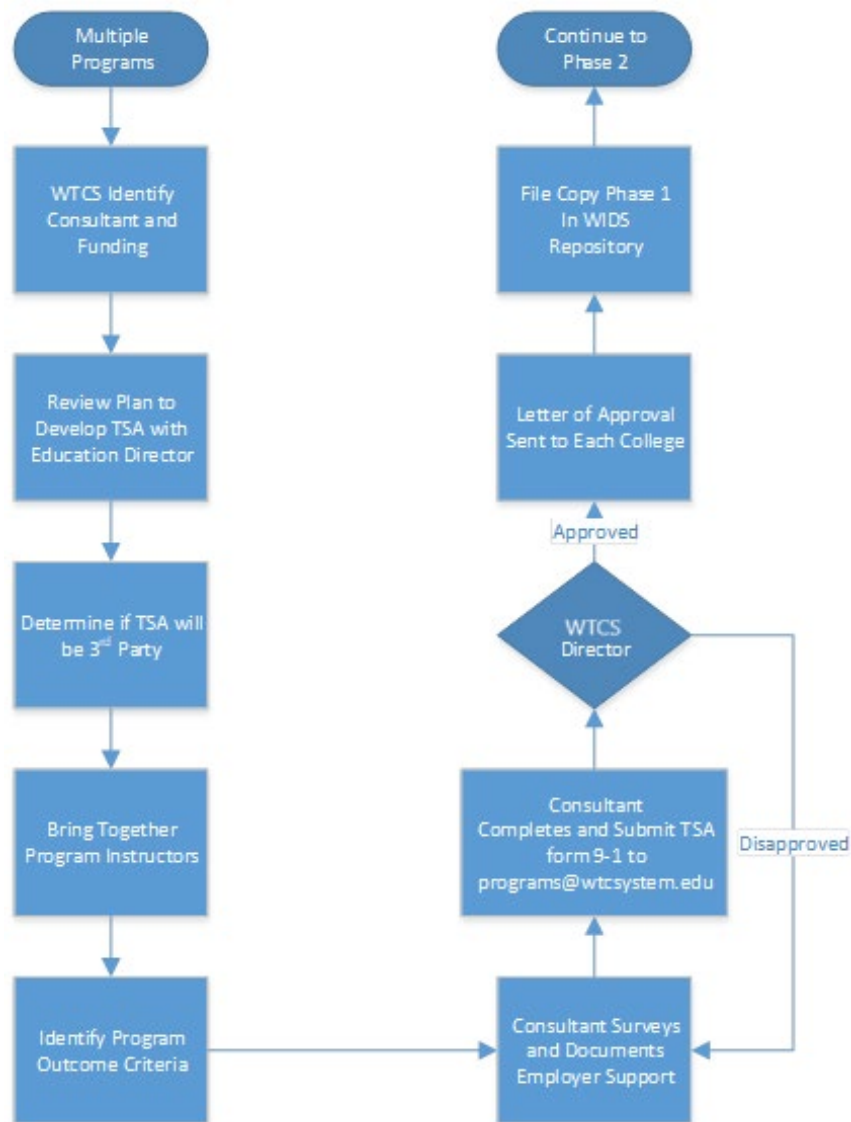 Multiple
Programs
WTCS Identify
Consultant and
Funding
Review Plan to
Develop TSA with
Education Director
Determine if TSA will
be 3rd Party
Bring Together
Program Instructors
Identify Program
Outcome Criteria
Continue to
Phase 2
File Copy Phase 1
In WIDS
Repository
Letter of Approval
Sent to Each College
Approved
WTCS
Director
Consultant
Completes and Submit TSA
form 9-1 to
programs@wtcsystem.edu
Disapproved
Consultant Surveys
and Documents
Employer Support